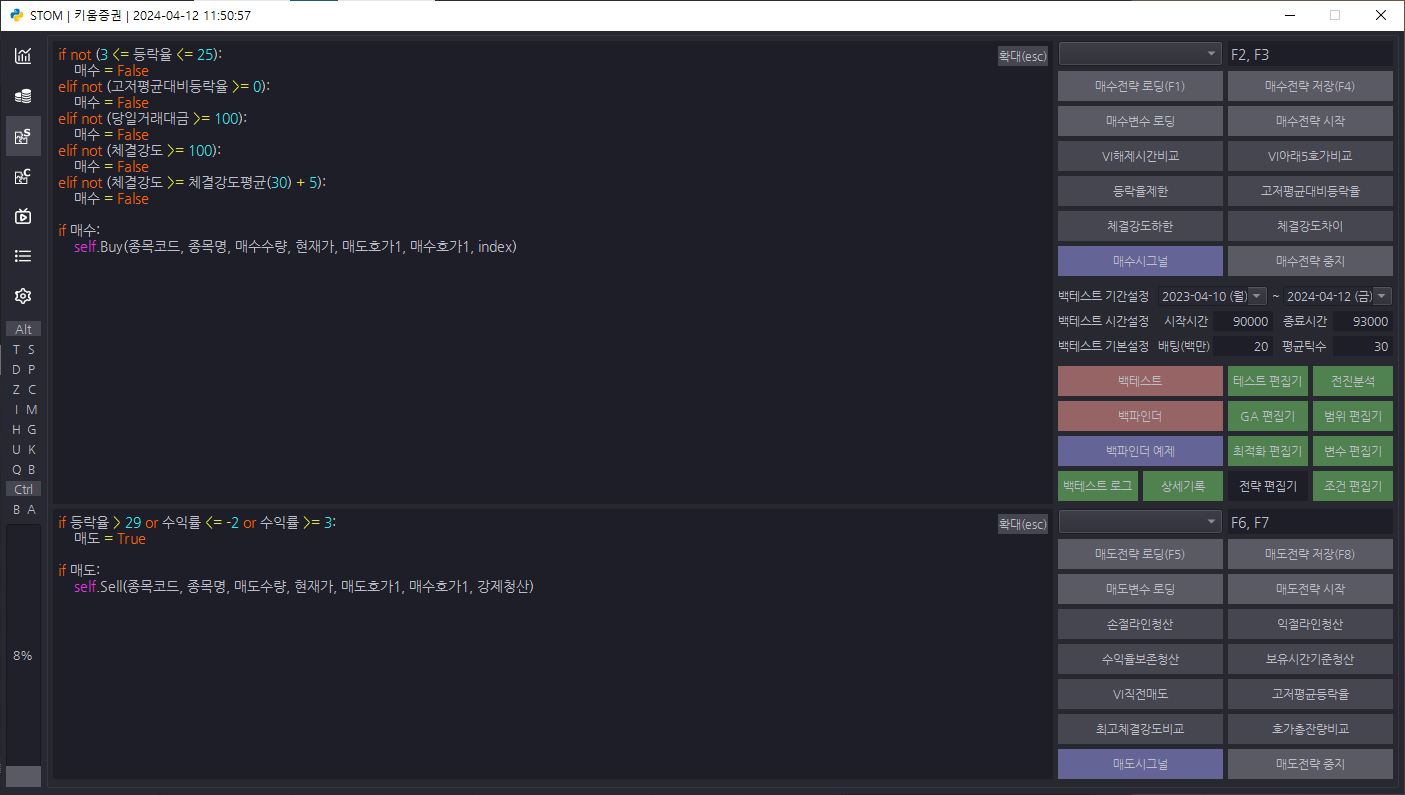 STOM | 키움증권 | 2024-04-12 11:50:57
if not (3 <= 등락율 <= 25):
    매수 = False
elif not (고저평균대비등락율 >= 0):
    매수 = False
elif not (당일거래대금 >= 100):
    매수 = False
elif not (체결강도 >= 100):
    매수 = False
elif not (체결강도 >= 체결강도평균(30) + 5):
    매수 = False
if 매수:
    self.Buy(종목코드, 종목명, 매수수량, 현재가, 매도호가1, 매수호가1, index)
확대(esc)
F2, F3
매수전략 로딩(F1) 매수전략 저장(F4)
매수변수 로딩 매수전략 시작
VI해제시간비교 VI아래5호가비교
등락율제한 고저평균대비등락율
체결강도하한 체결강도차이
매수시그널 매수전략 중지
백테스트 기간설정 2023-04-10 (월) ~ 2024-04-12 (금)
백테스트 시간설정 시작시간 90000 종료시간 93000
백테스트 기본설정 배팅(백만) 20 평균틱수 30
백테스트 테스트 편집기 전진분석
백파인더 GA 편집기 범위 편집기
백파인더 예제 최적화 편집기 변수 편집기
백테스트 로그 상세기록 전략 편집기 조건 편집기
S
C
Alt
T S
D P
Z C
I M
H G
U K
Q B
Ctrl
B A
8%
if 등락율 > 29 or 수익률 <= -2 or 수익률 >= 3:
    매도 = True
if 매도:
    self.Sell(종목코드, 종목명, 매도수량, 현재가, 매도호가1, 매수호가1, 강제청산)
확대(esc)
F6, F7
매도전략 로딩(F5) 매도전략 저장(F8)
매도변수 로딩 매도전략 시작
손절라인청산 익절라인청산
수익율보존청산 보유시간기준청산
VI직전매도 고저평균등락율
최고체결강도비교 호가총잔량비교
매도시그널 매도전략 중지